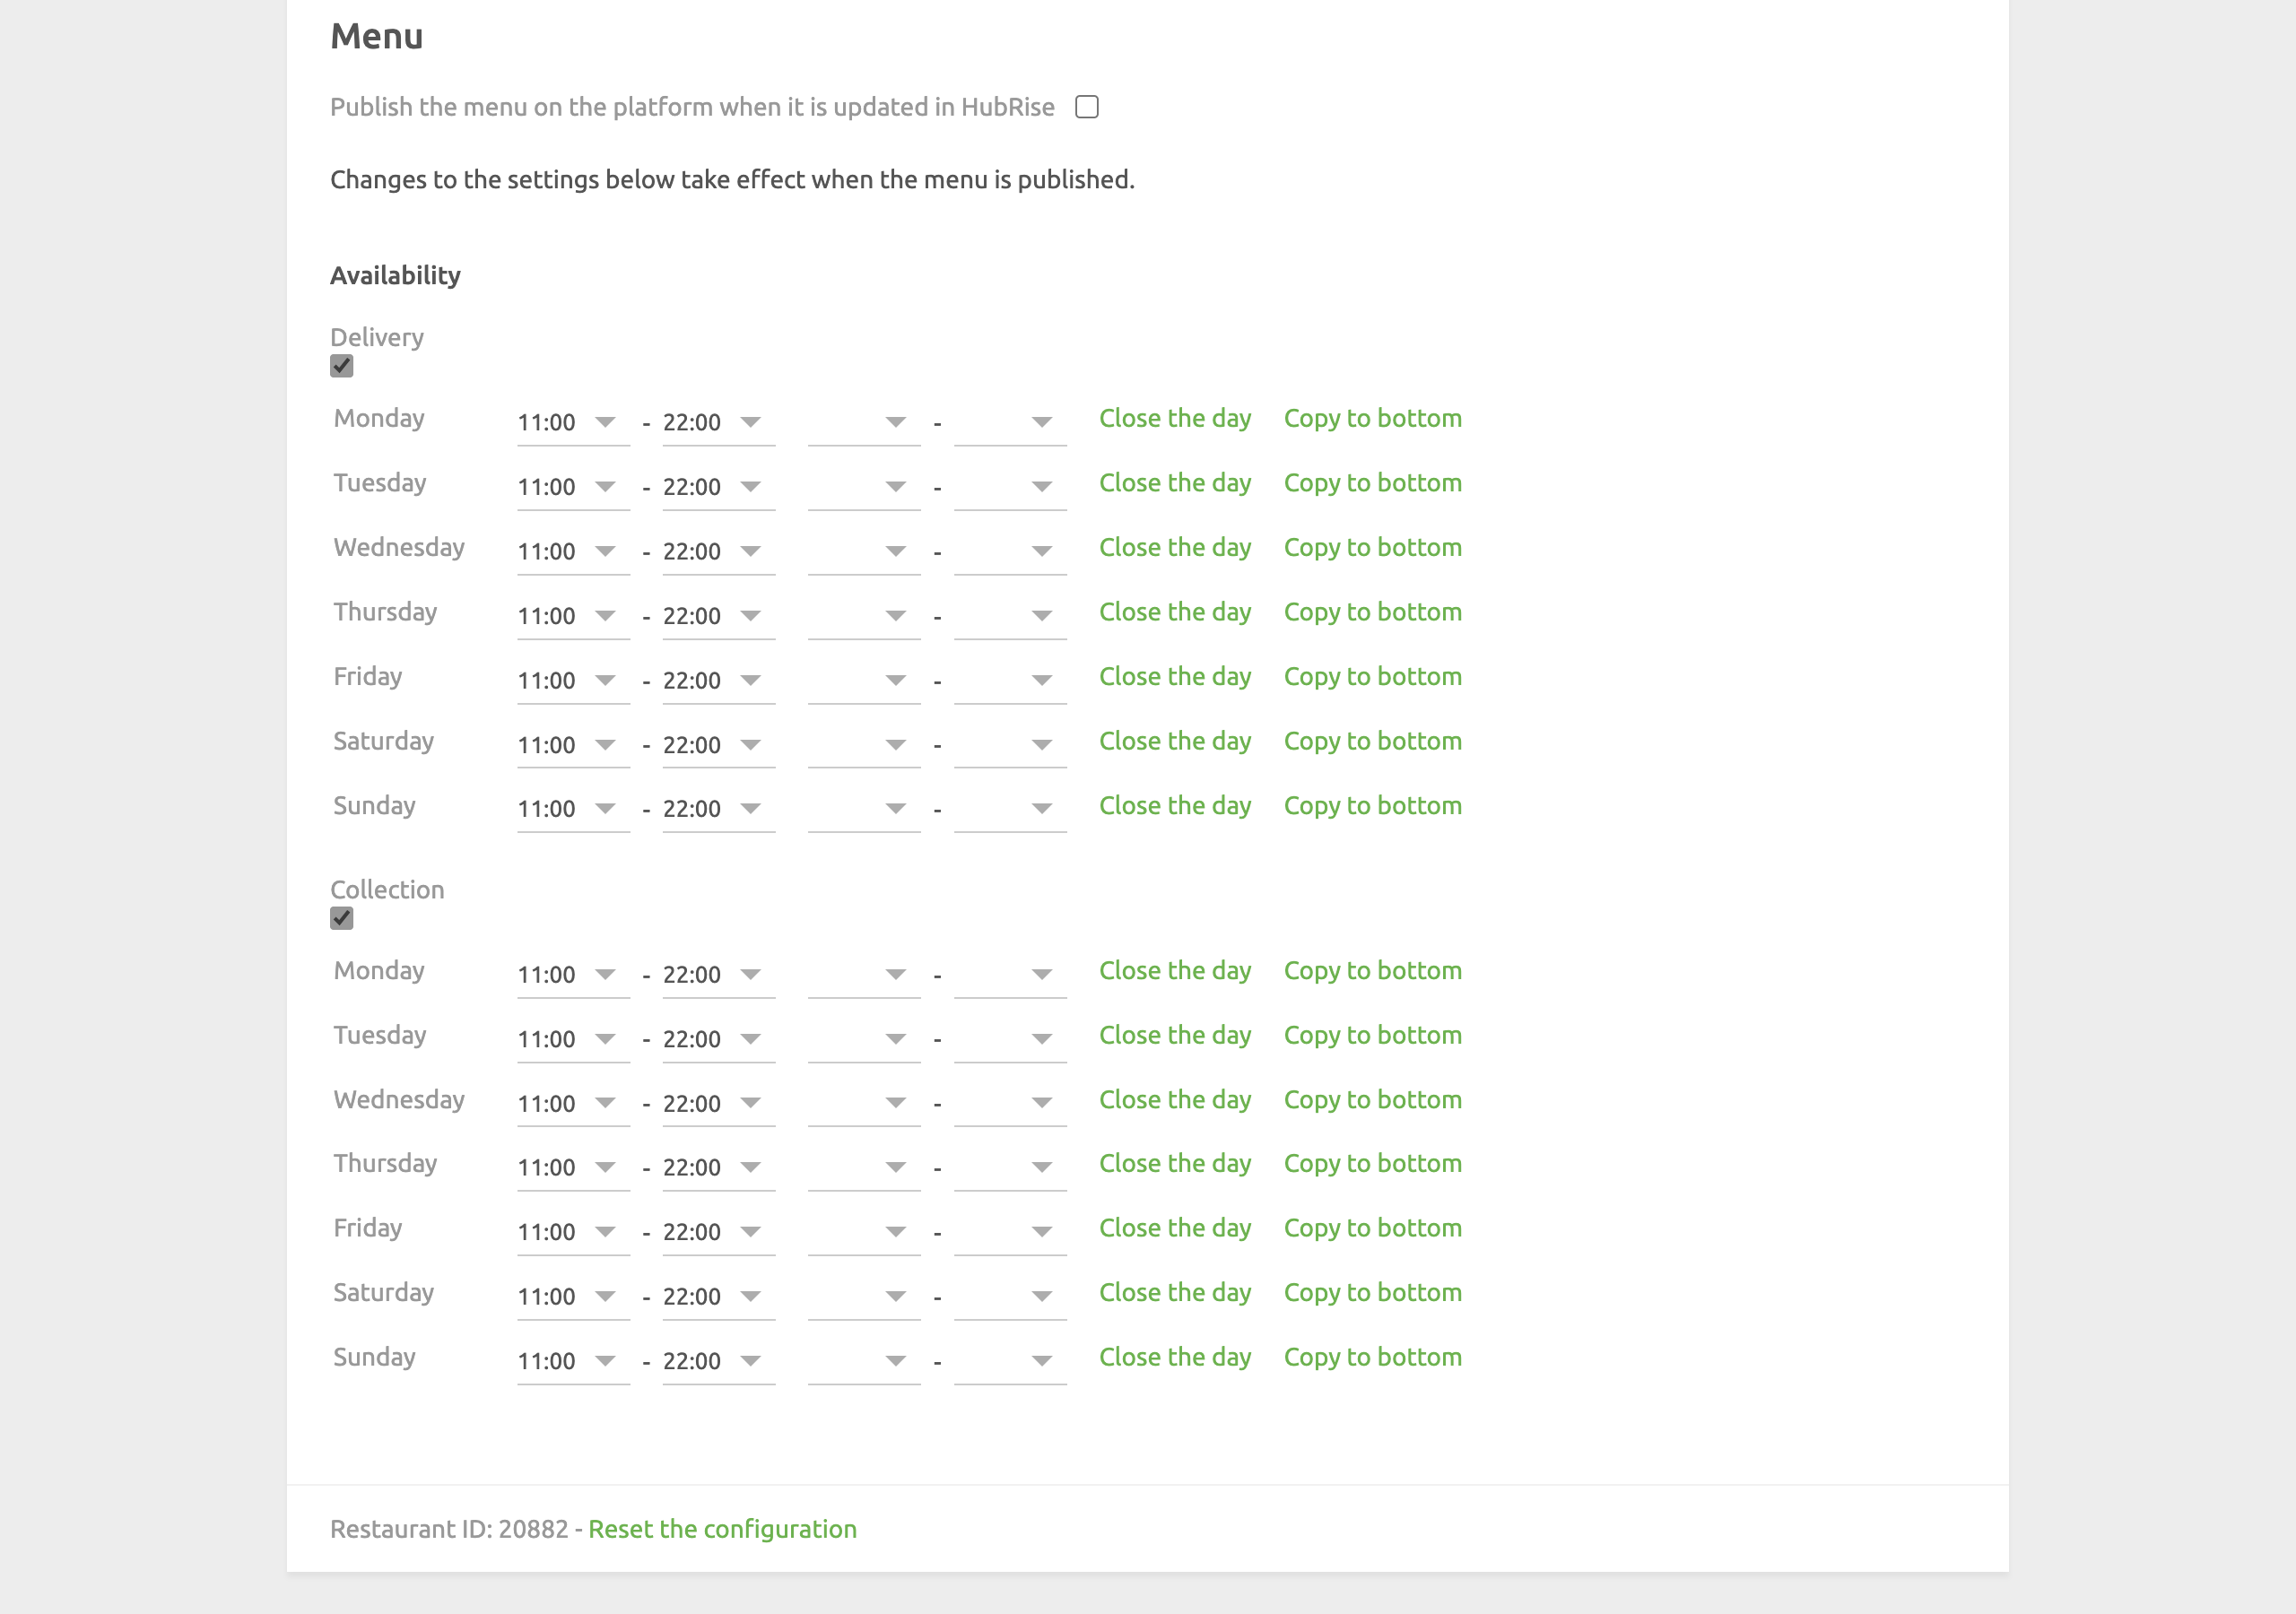 Menu
Publish the menu on the platform when it is updated in HubRise
Changes to the settings below take effect when the menu is published.
Availability
Delivery
Monday 11:00 - 22:00 - Close the day Copy to bottom
Tuesday 11:00 - 22:00 - Close the day Copy to bottom
Wednesday 11:00 - 22:00 - Close the day Copy to bottom
Thursday 11:00 - 22:00 - Close the day Copy to bottom
Friday 11:00 - 22:00 - Close the day Copy to bottom
Saturday 11:00 - 22:00 - Close the day Copy to bottom
Sunday 11:00 - 22:00 - Close the day Copy to bottom
Collection
Monday 11:00 - 22:00 - Close the day Copy to bottom
Tuesday 11:00 - 22:00 - Close the day Copy to bottom
Wednesday 11:00 - 22:00 - Close the day Copy to bottom
Thursday 11:00 - 22:00 - Close the day Copy to bottom
Friday 11:00 - 22:00 - Close the day Copy to bottom
Saturday 11:00 - 22:00 - Close the day Copy to bottom
Sunday 11:00 - 22:00 - Close the day Copy to bottom
Restaurant ID: 20882 - Reset the configuration